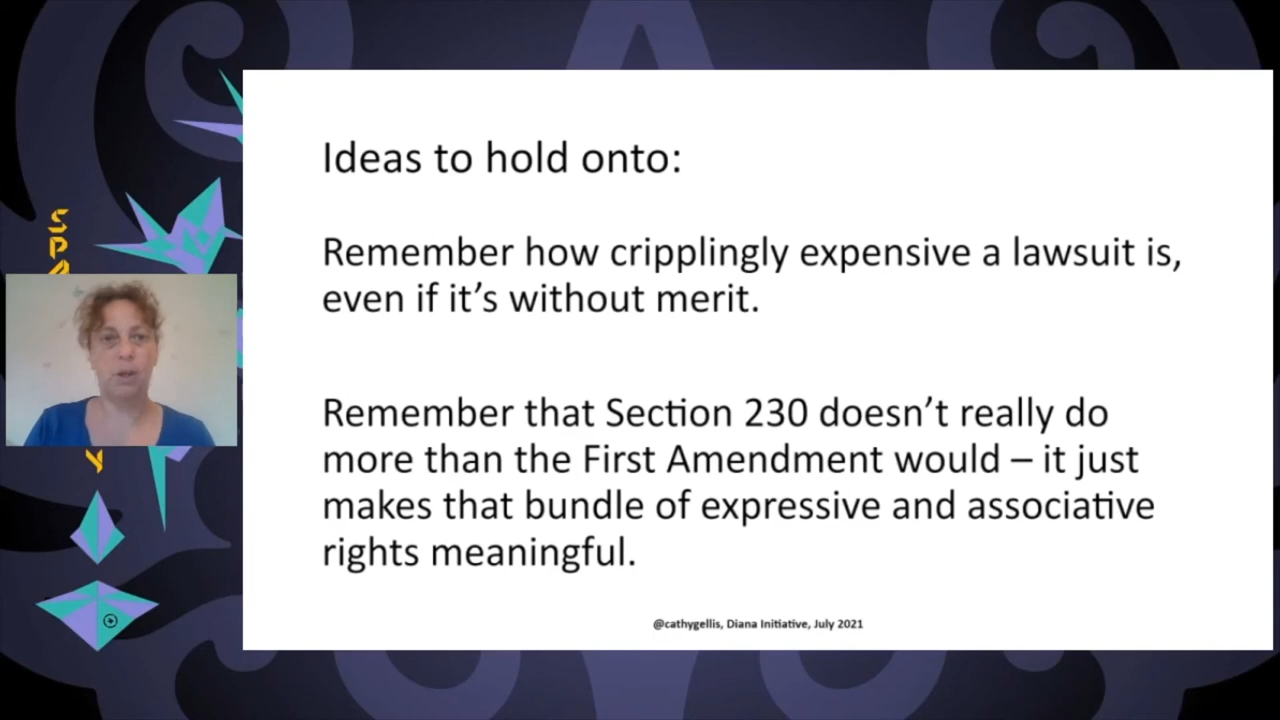 Ideas to hold onto:
Remember how cripplingly expensive a lawsuit is,
even if it's without merit.
Remember that Section 230 doesn't really do
more than the First Amendment would – it just
makes that bundle of expressive and associative
rights meaningful.
@cathygellis, Diana Initiative, July 2021